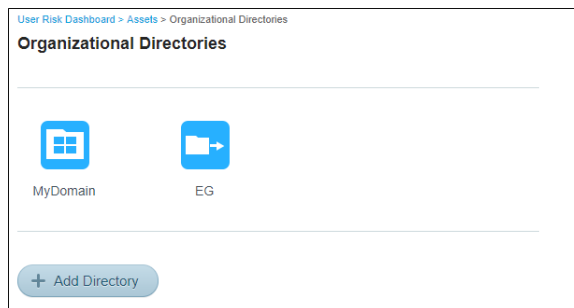 User Risk Dashboard > Assets > Organizational Directories
Organizational Directories
MyDomain
EG
+ Add Directory